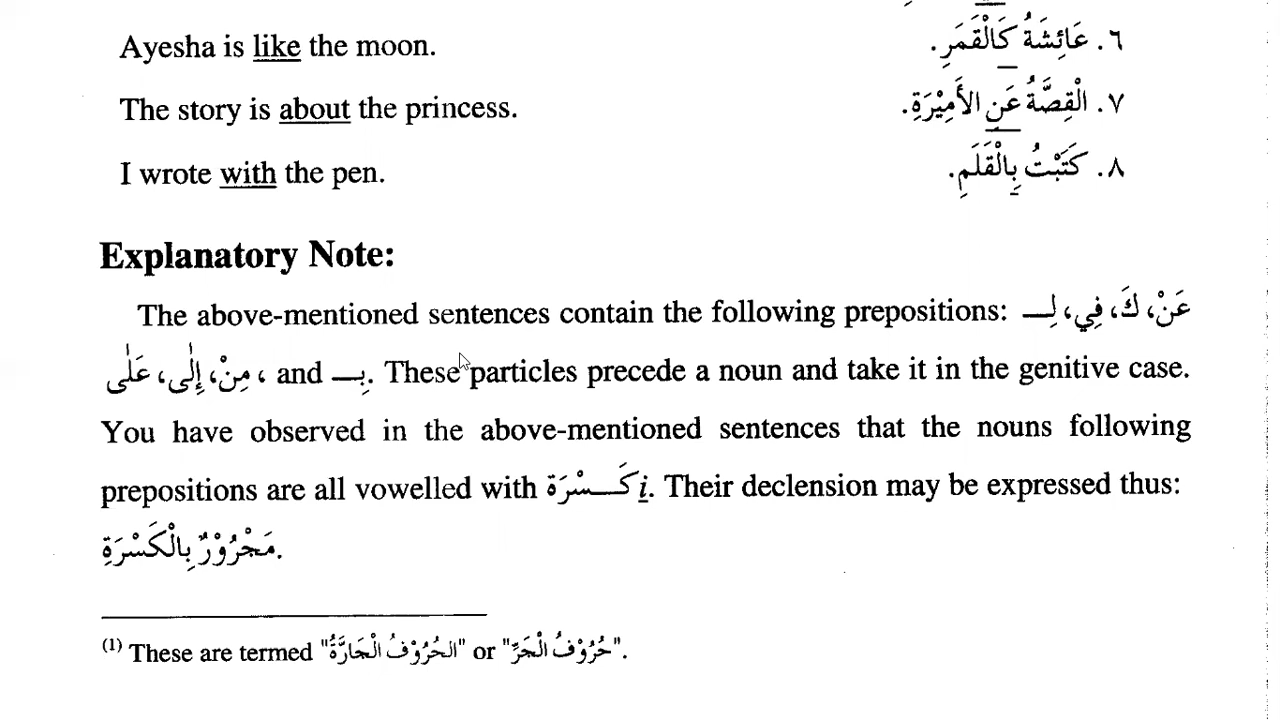 Ayesha is like the moon. ٦. عَائِشَةُ كَالْقَمَرِ.
The story is about the princess. ٧. الْقِصَّةُ عَنِ الأَمِيْرَةِ.
I wrote with the pen. ٨. كَتَبْتُ بِالْقَلَمِ.
Explanatory Note:
The above-mentioned sentences contain the following prepositions: عَنْ، كَ، فِي، لِـ
، مِنْ، إِلٰى، عَلٰى and بِـ. These particles precede a noun and take it in the genitive case.
You have observed in the above-mentioned sentences that the nouns following
prepositions are all vowelled with كَسْرَة i. Their declension may be expressed thus:
مَجْرُوْرٌ بِالْكَسْرَةِ.
(1) These are termed "الحُرُوْفُ الْجَارَّةُ" or "حُرُوْفُ الْجَرِّ".